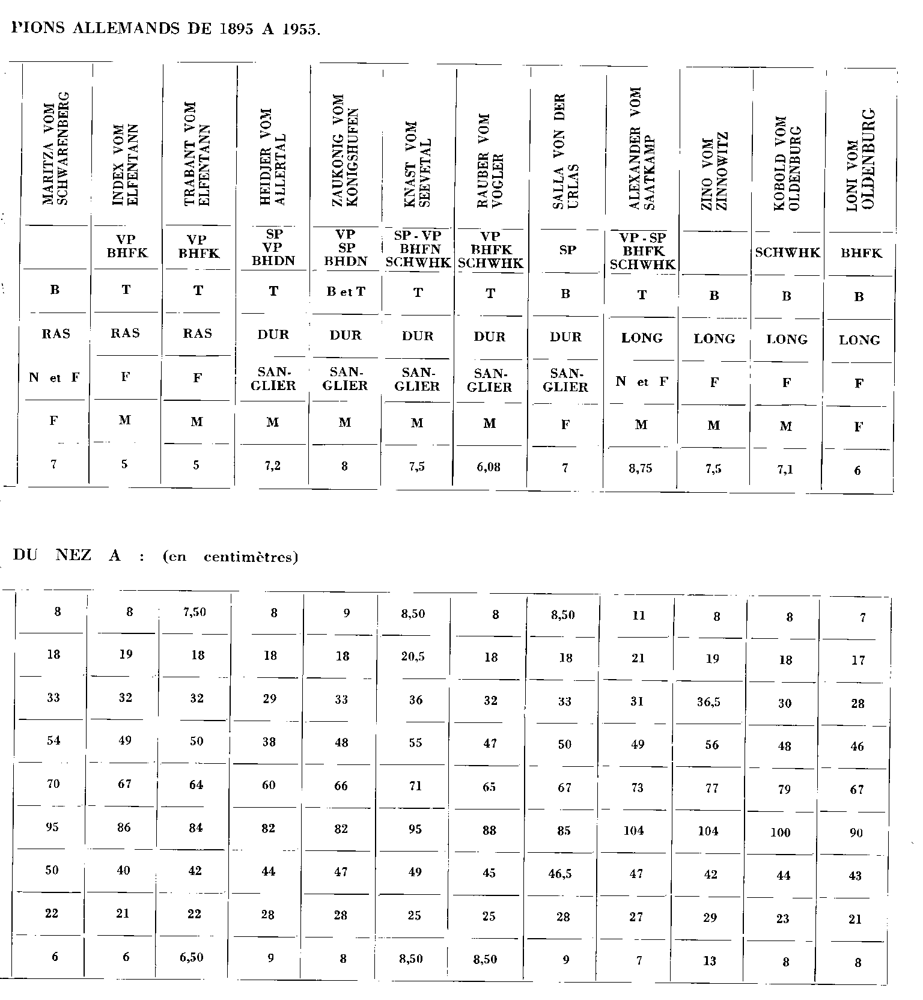 PIONS ALLEMANDS DE 1895 A 1955.
MARITZA VOM SCHWARENBERG
INDEX VOM ELFENTANN
TRABANT VOM ELFENTANN
HEIDJER VOM ALLERTAL
ZAUKONIG VOM KONIGSHUFEN
KNAST VOM SEEVETAL
RAUBER VOM VOGLER
SALLA VON DER URLAS
ALEXANDER VOM SAATKAMP
ZINO VOM ZINNOWITZ
KOBOLD VOM OLDENBURG
LONI VOM OLDENBURG
VP BHFK
VP BHFK
SP VP BHDN
VP SP BHDN
SP - VP BHFN SCHWHK
VP BHFK SCHWHK
SP
VP - SP BHFK SCHWHK
SCHWHK
BHFK
B T T T B et T T T B T B B B
RAS RAS RAS DUR DUR DUR DUR DUR LONG LONG LONG LONG
N et F F F SAN-GLIER SAN-GLIER SAN-GLIER SAN-GLIER SAN-GLIER N et F F F F
F M M M M M M F M M M F
7 5 5 7,2 8 7,5 6,08 7 8,75 7,5 7,1 6
DU NEZ A : (en centimètres)
8 8 7,50 8 9 8,50 8 8,50 11 8 8 7
18 19 18 18 18 20,5 18 18 21 19 18 17
33 32 32 29 33 36 32 33 31 36,5 30 28
54 49 50 38 48 55 47 50 49 56 48 46
70 67 64 60 66 71 65 67 73 77 79 67
95 86 84 82 82 95 88 85 104 104 100 90
50 40 42 44 47 49 45 46,5 47 42 44 43
22 21 22 28 28 25 25 28 27 29 23 21
6 6 6,50 9 8 8,50 8,50 9 7 13 8 8